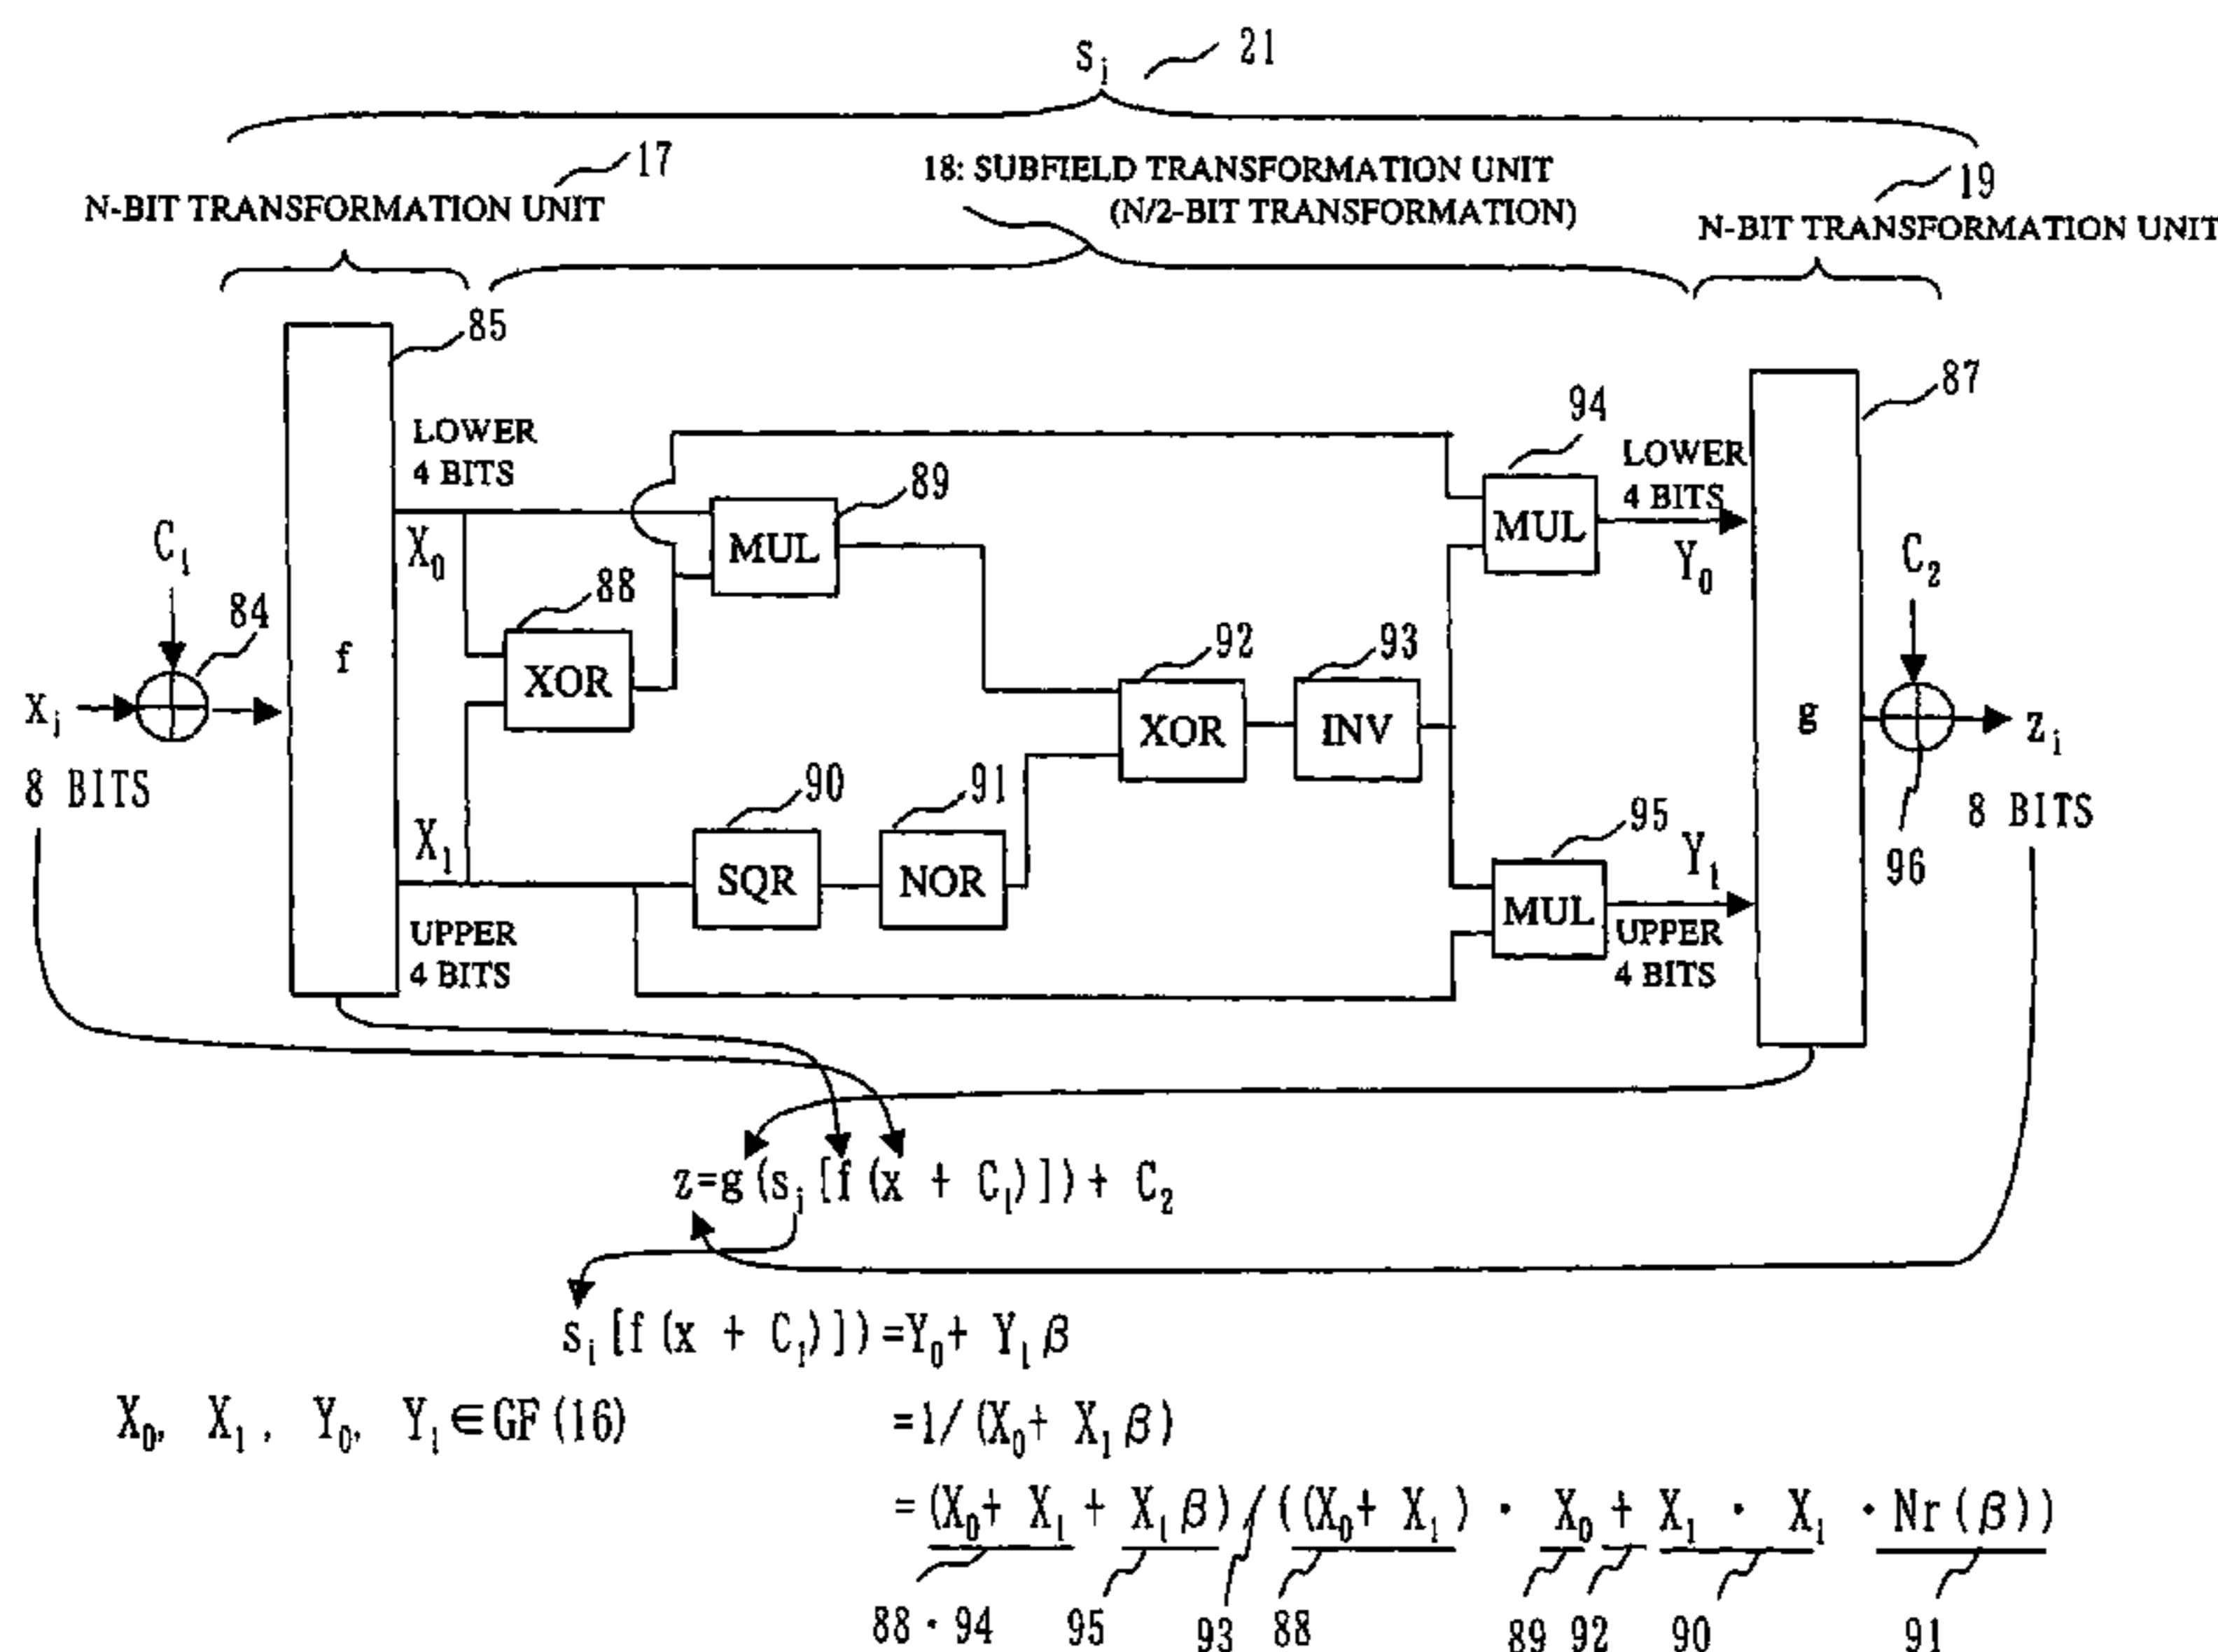 S_i 21
17
N-BIT TRANSFORMATION UNIT
18: SUBFIELD TRANSFORMATION UNIT
(N/2-BIT TRANSFORMATION)
19
N-BIT TRANSFORMATION UNIT
85
87
LOWER
4 BITS
94
LOWER
4 BITS
89
MUL
MUL
C_1
X_0
Y_0
C_2
84
88
f
XOR
92
93
x_i
XOR
INV
g
z_i
8 BITS
90
91
8 BITS
X_1
SQR
NOR
95
Y_1
96
MUL
UPPER
4 BITS
UPPER
4 BITS
z=g(s_i[f(x + C_1)])+ C_2
s_i[f(x + C_1)])=Y_0+ Y_1β
X_0, X_1, Y_0, Y_1∈GF(16)
=1/(X_0+ X_1β)
=(X_0+ X_1 + X_1β)/((X_0+ X_1) · X_0 + X_1 · X_1 · Nr(β))
88 · 94 95 93 88 89 92 90 91